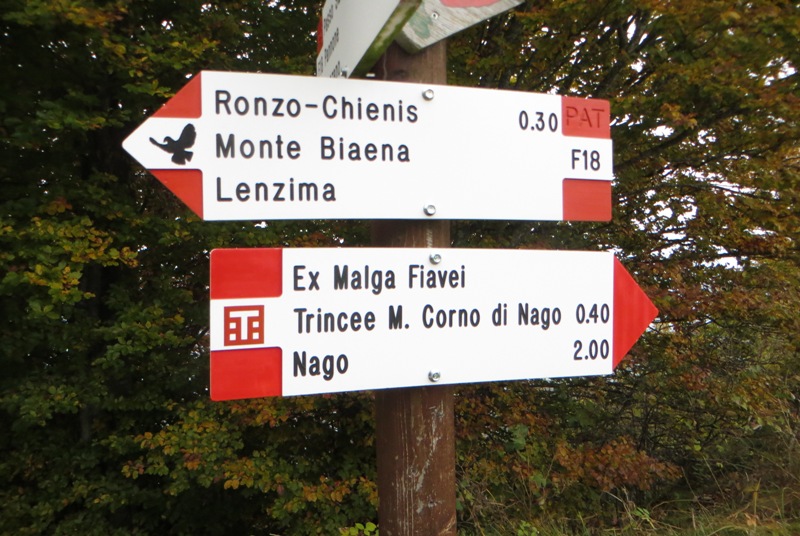 Ronzo-Chienis 0.30 PAT
Monte Biaena F18
Lenzima
Ex Malga Fiavei
Trincee M. Corno di Nago 0.40
Nago 2.00